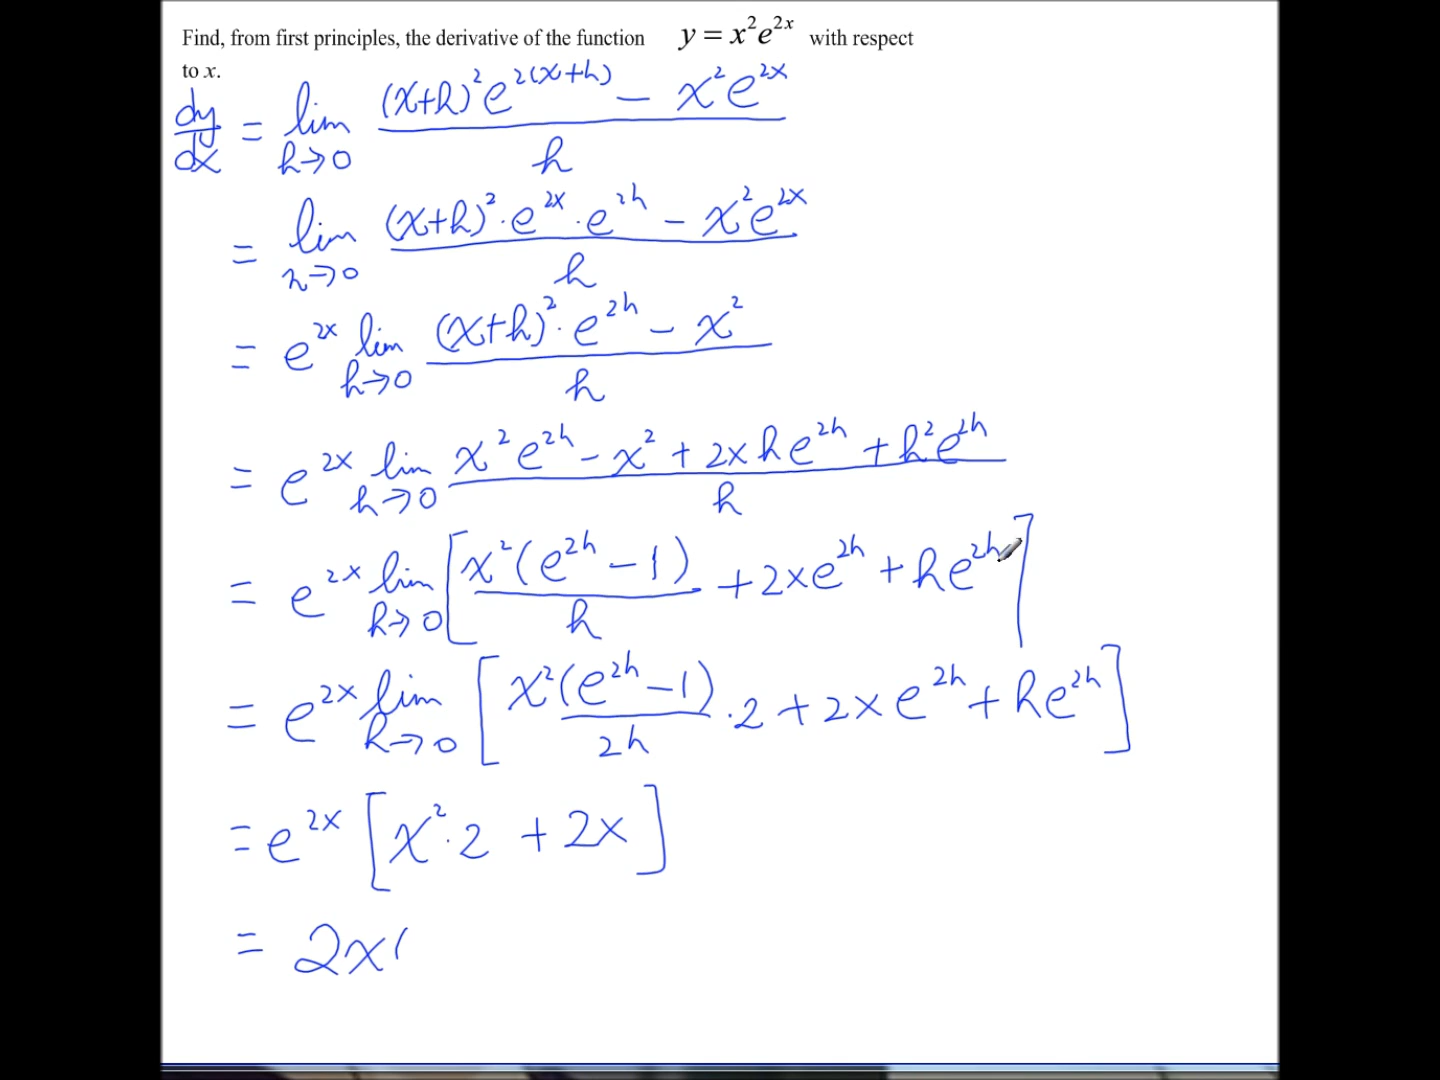 Find, from first principles, the derivative of the function y = x²e²ˣ with respect
to x.
dy/dx = lim h→0 ((x+h)²e^(2(x+h)) − x²e^(2x))/h
= lim h→0 ((x+h)²·e^(2x)·e^(2h) − x²e^(2x))/h
= e^(2x) lim h→0 ((x+h)²·e^(2h) − x²)/h
= e^(2x) lim h→0 (x²e^(2h) − x² + 2xhe^(2h) + h²e^(2h))/h
= e^(2x) lim h→0 [x²(e^(2h) − 1)/h + 2xe^(2h) + he^(2h)]
= e^(2x) lim h→0 [x²(e^(2h) − 1)/2h · 2 + 2xe^(2h) + he^(2h)]
= e^(2x) [x²·2 + 2x]
= 2x(